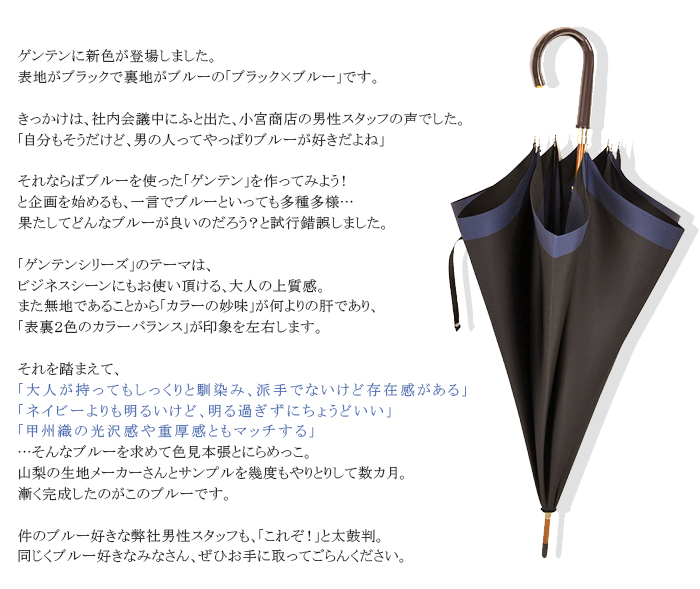 ゲンテンに新色が登場しました。
表地がブラックで裏地がブルーの「ブラック×ブルー」です。
きっかけは、社内会議中にふと出た、小宮商店の男性スタッフの声でした。
「自分もそうだけど、男の人ってやっぱりブルーが好きだよね」
それならばブルーを使った「ゲンテン」を作ってみよう！
と企画を始めるも、一言でブルーといっても多種多様…
果たしてどんなブルーが良いのだろう？と試行錯誤しました。
「ゲンテンシリーズ」のテーマは、
ビジネスシーンにもお使い頂ける、大人の上質感。
また無地であることから「カラーの妙味」が何よりの肝であり、
「表裏2色のカラーバランス」が印象を左右します。
それを踏まえて、
「大人が持ってもしっくりと馴染み、派手でないけど存在感がある」
「ネイビーよりも明るいけど、明る過ぎずにちょうどいい」
「甲州織の光沢感や重厚感ともマッチする」
…そんなブルーを求めて色見本張とにらめっこ。
山梨の生地メーカーさんとサンプルを幾度もやりとりして数カ月。
漸く完成したのがこのブルーです。
件のブルー好きな弊社男性スタッフも、「これぞ！」と太鼓判。
同じくブルー好きなみなさん、ぜひお手に取ってごらんください。